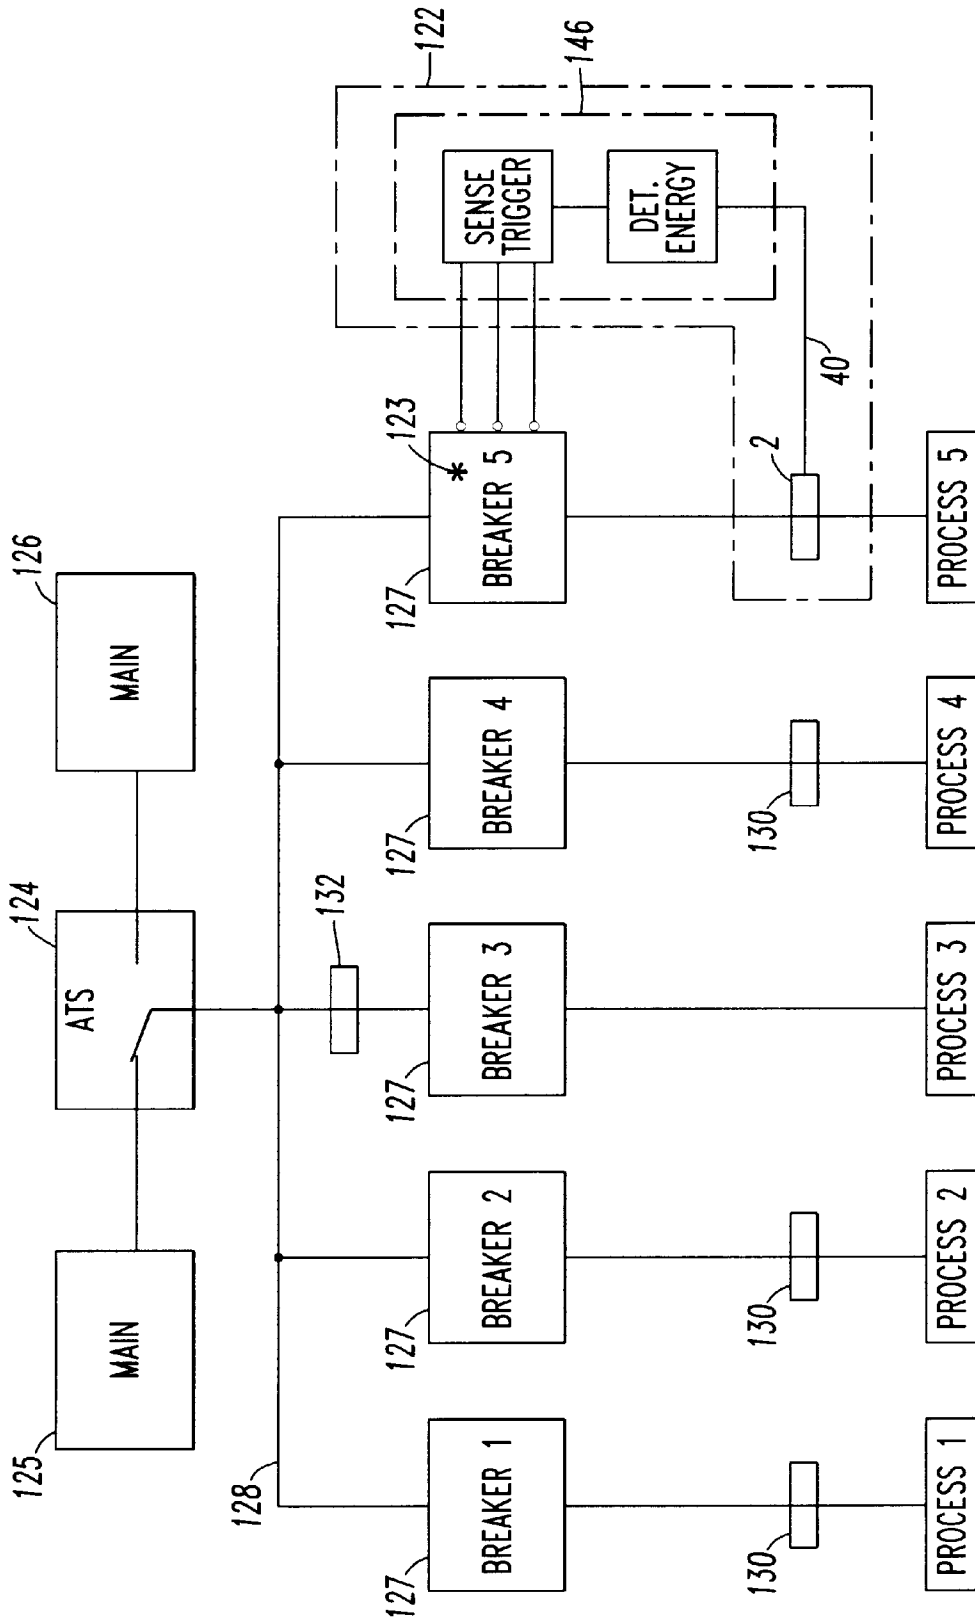 125
MAIN
124
ATS
126
MAIN
128
132
127
BREAKER 1
127
BREAKER 2
127
BREAKER 3
127
BREAKER 4
127
123
*
BREAKER 5
122
146
SENSE
TRIGGER
DET.
ENERGY
40
2
130
130
130
PROCESS 1
PROCESS 2
PROCESS 3
PROCESS 4
PROCESS 5